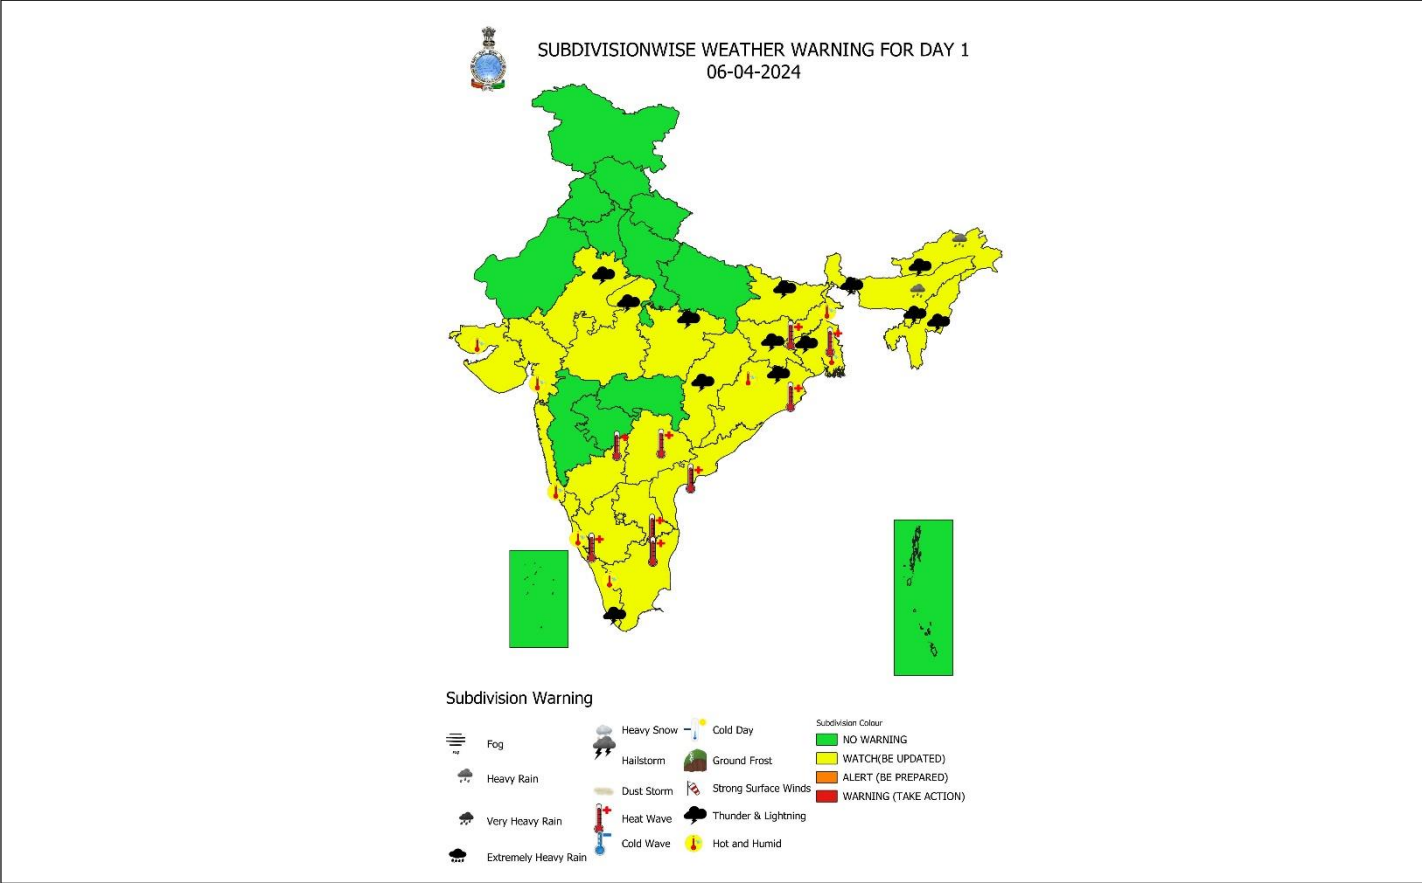 SUBDIVISIONWISE WEATHER WARNING FOR DAY 1
06-04-2024
Subdivision Warning
Fog
Heavy Rain
Very Heavy Rain
Extremely Heavy Rain
Heavy Snow
Hailstorm
Dust Storm
Heat Wave
Cold Wave
Cold Day
Ground Frost
Strong Surface Winds
Thunder & Lightning
Hot and Humid
Subdivision Colour
NO WARNING
WATCH(BE UPDATED)
ALERT (BE PREPARED)
WARNING (TAKE ACTION)